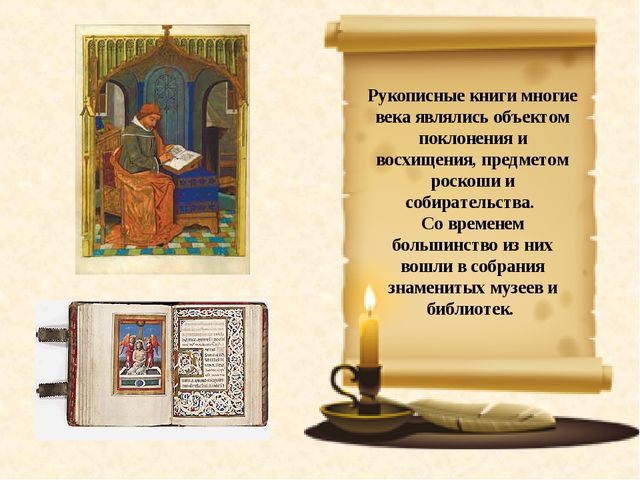 Рукописные книги многие
века являлись объектом
поклонения и
восхищения, предметом
роскоши и
собирательства.
Со временем
большинство из них
вошли в собрания
знаменитых музеев и
библиотек.